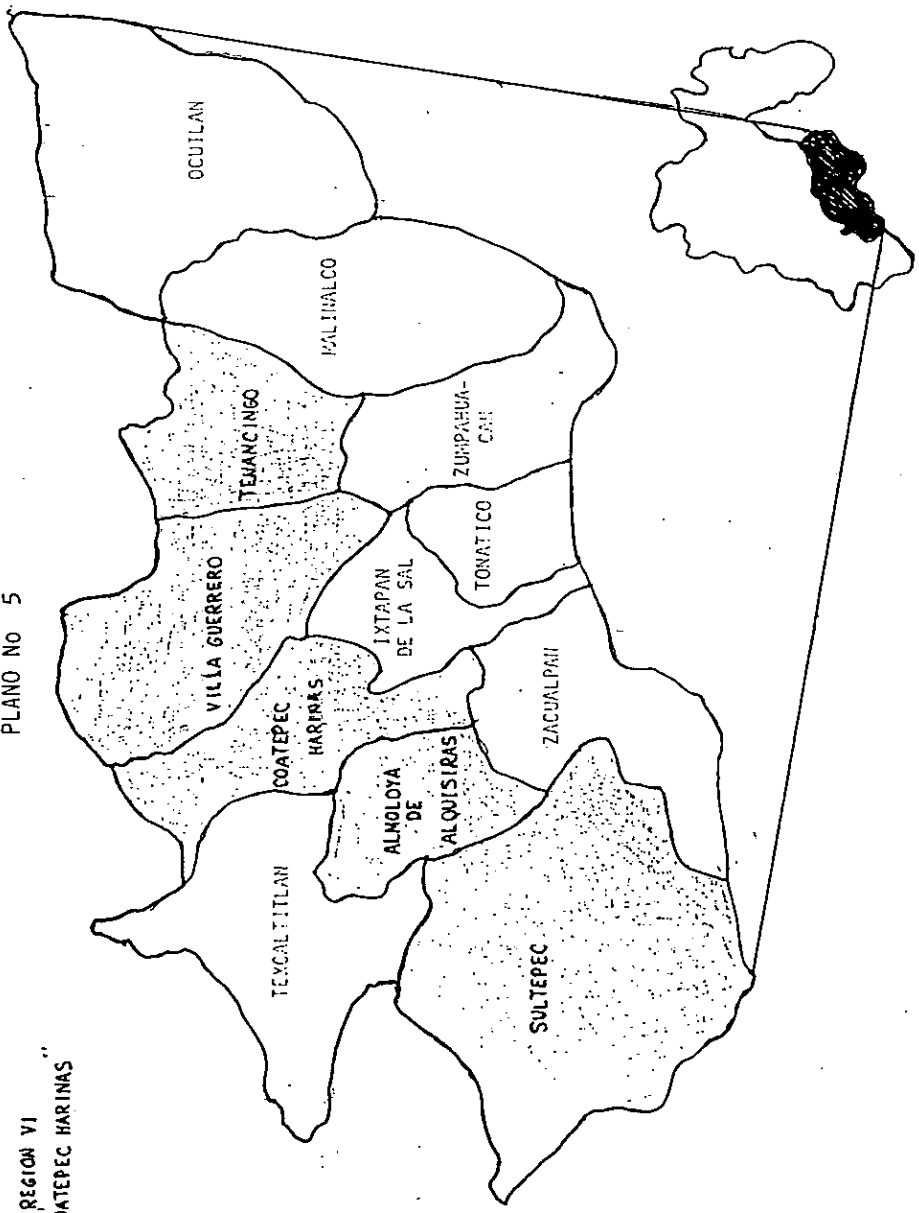 PLANO No 5
REGION VI
OATEPEC HARINAS"
OCUILAN
MALINALCO
TENANCINGO
ZUMPAHUA-
CAN
VILLA GUERRERO
TONATICO
IXTAPAN
DE LA SAL
COATEPEC
HARINAS
ZACUALPAN
ALMOLOYA
DE
ALQUISIRAS
TEXCALTITLAN
SULTEPEC